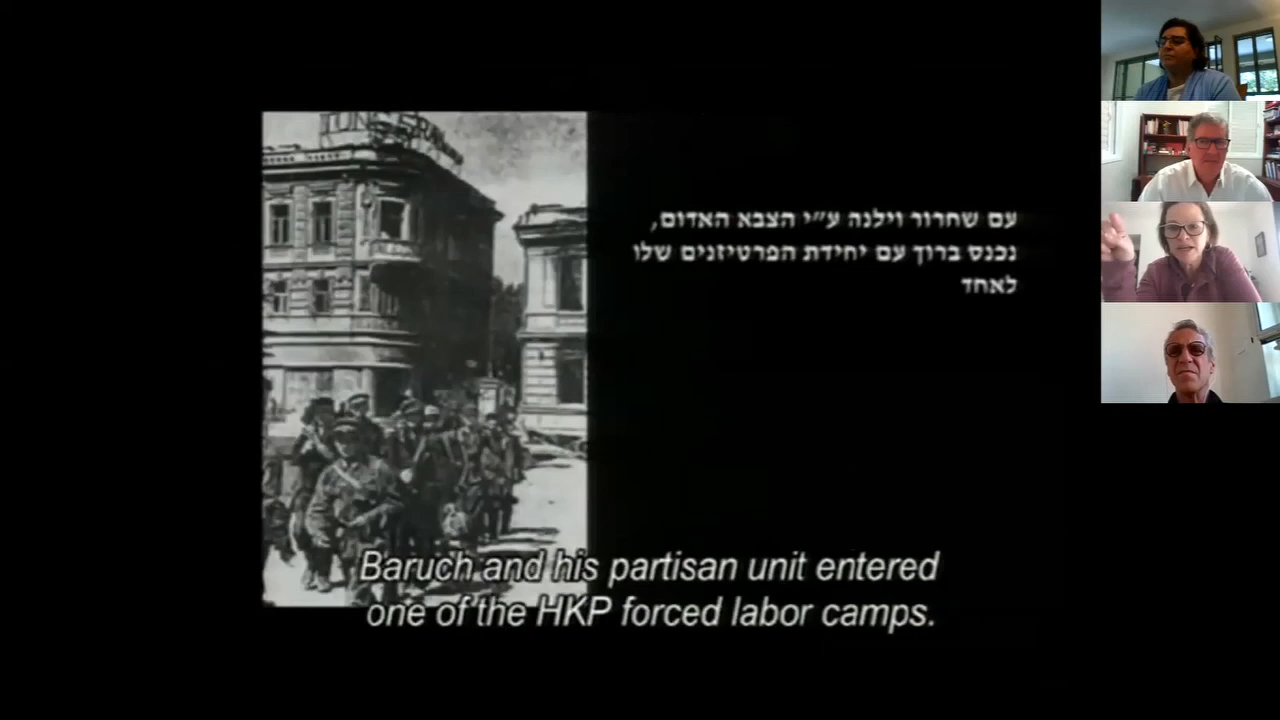 עם שחרור וילנה ע״י הצבא האדום,
נכנס ברוך עם יחידת הפרטיזנים שלו
לאחד
Baruch and his partisan unit entered
one of the HKP forced labor camps.